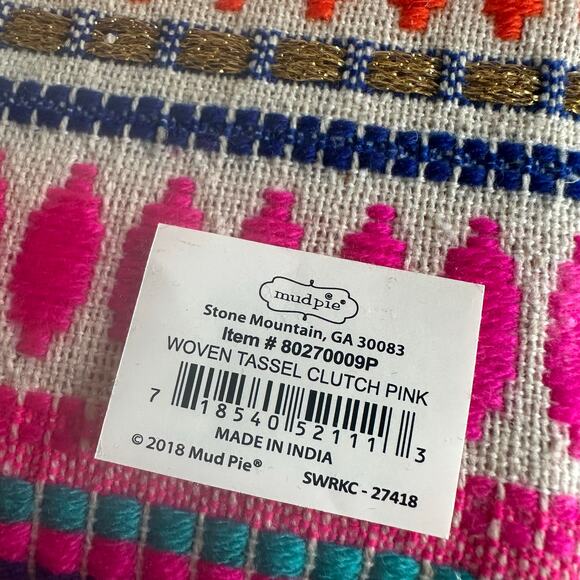 mudpie®
Stone Mountain, GA 30083
Item # 80270009P
WOVEN TASSEL CLUTCH PINK
7 18540 52111 3
MADE IN INDIA
© 2018 Mud Pie®
SWRKC - 27418